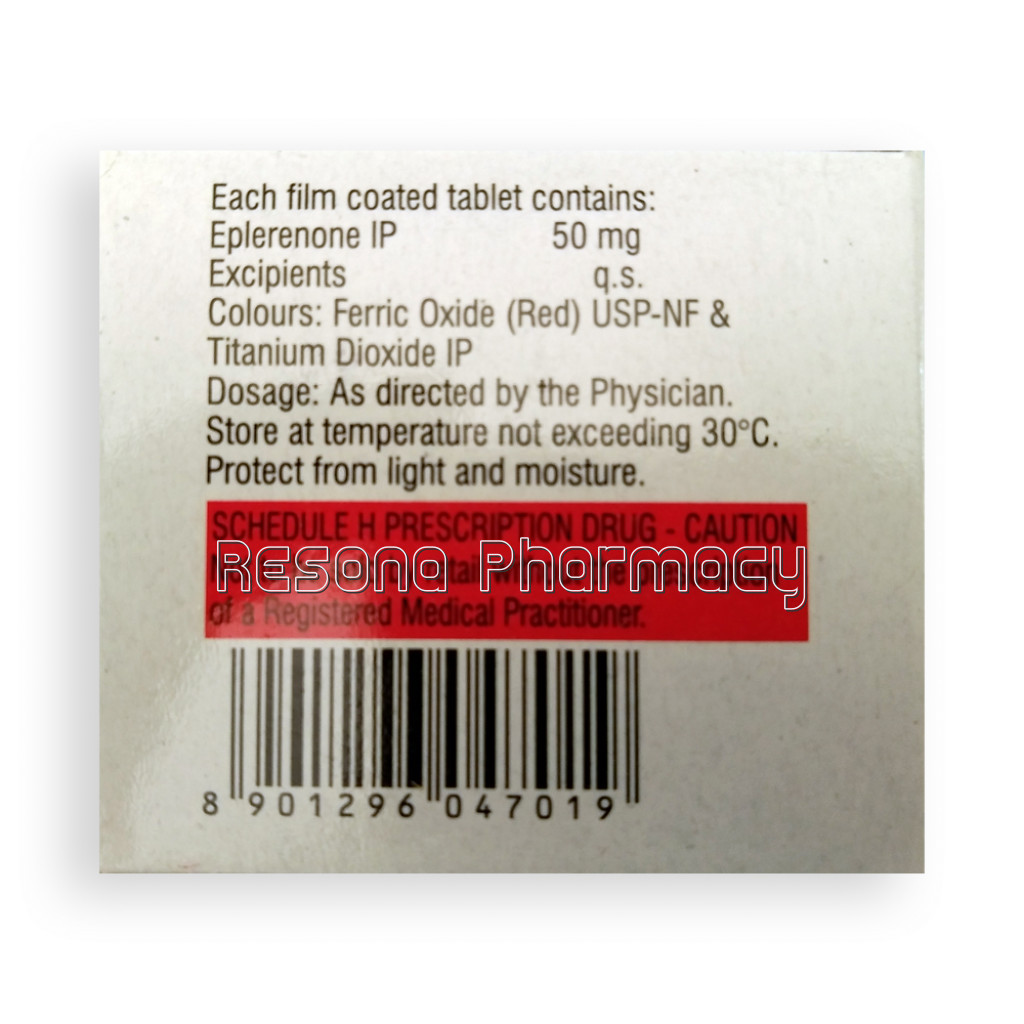 Each film coated tablet contains:
Eplerenone IP 50 mg
Excipients q.s.
Colours: Ferric Oxide (Red) USP-NF &
Titanium Dioxide IP
Dosage: As directed by the Physician.
Store at temperature not exceeding 30°C.
Protect from light and moisture.
SCHEDULE H PRESCRIPTION DRUG - CAUTION
Resona Pharmacy
without the
of a Registered Medical Practitioner.
8 901296 047019